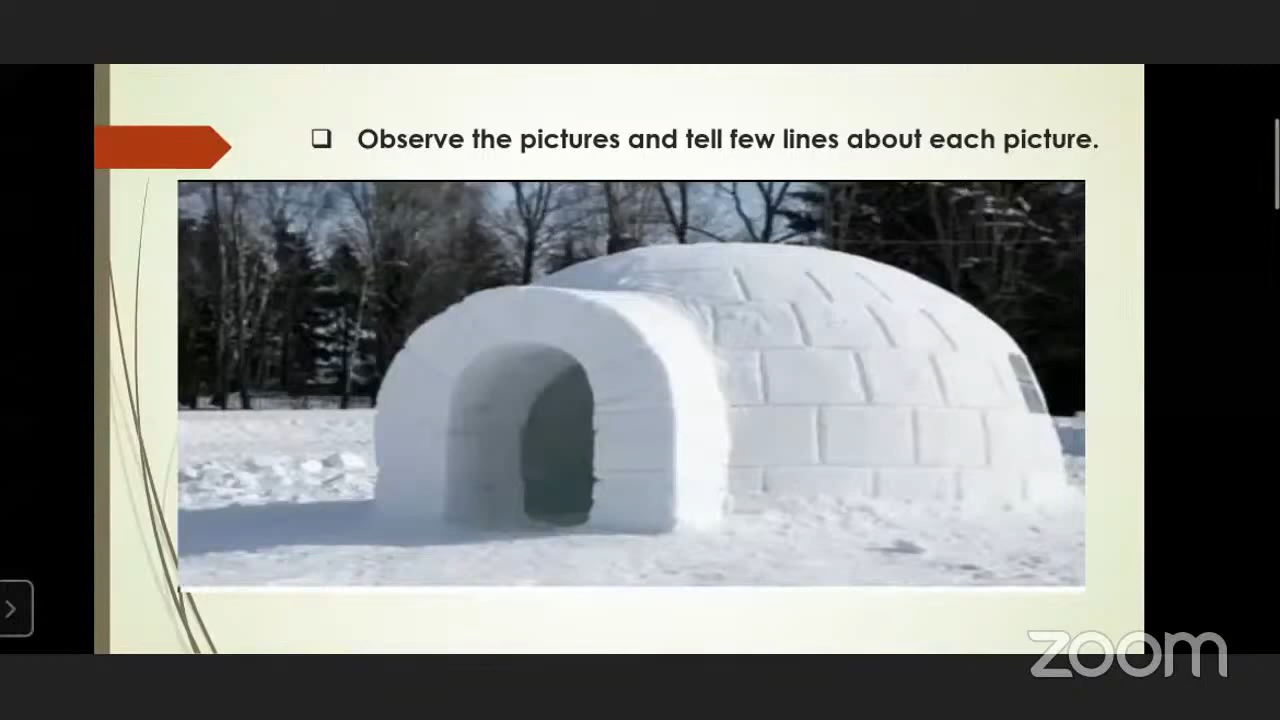 ❑ Observe the pictures and tell few lines about each picture.
zoom